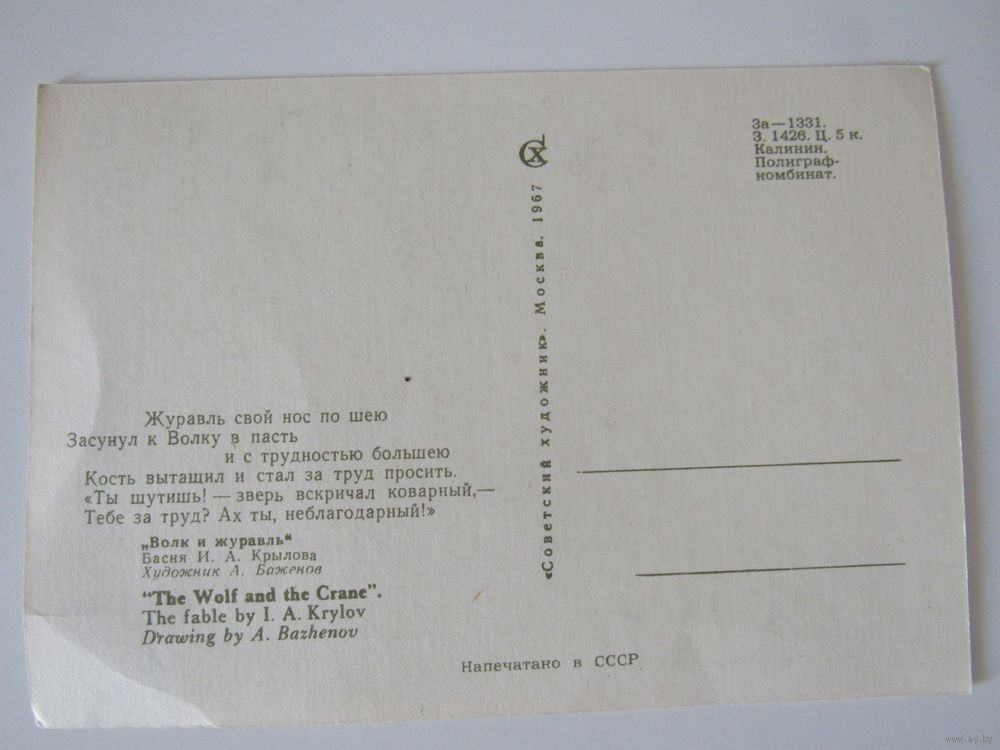 Журавль свой нос по шею
Засунул к Волку в пасть
и с трудностью большею
Кость вытащил и стал за труд просить.
«Ты шутишь! — зверь вскричал коварный,—
Тебе за труд? Ах ты, неблагодарный!»
„Волк и журавль“
Басня И. А. Крылова
Художник А. Баженов
“The Wolf and the Crane”.
The fable by I. A. Krylov
Drawing by A. Bazhenov
«Советский художник». Москва. 1967
СХ
За—1331.
З. 1426. Ц. 5 к.
Калинин.
Полиграф-
комбинат.
Напечатано в СССР
www.ay.by